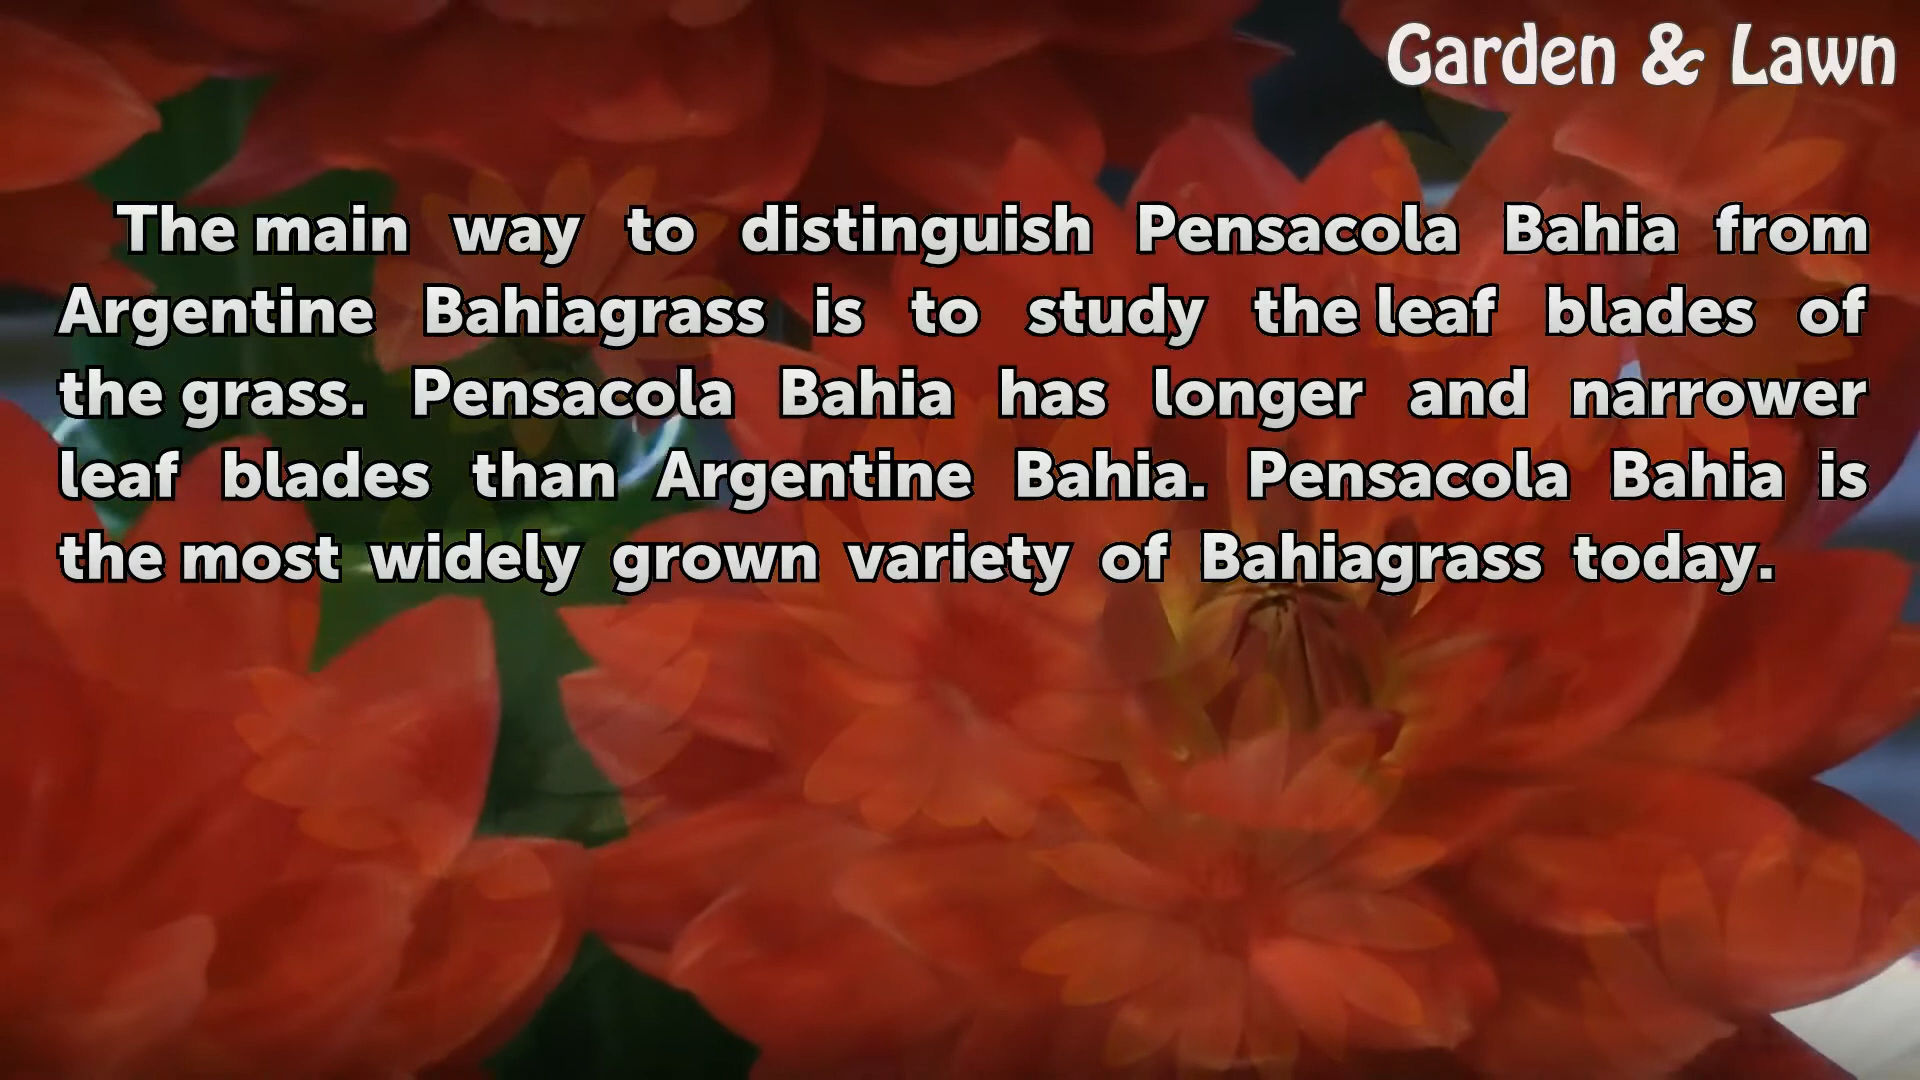 Garden & Lawn
The main way to distinguish Pensacola Bahia from
Argentine Bahiagrass is to study the leaf blades of
the grass. Pensacola Bahia has longer and narrower
leaf blades than Argentine Bahia. Pensacola Bahia is
the most widely grown variety of Bahiagrass today.